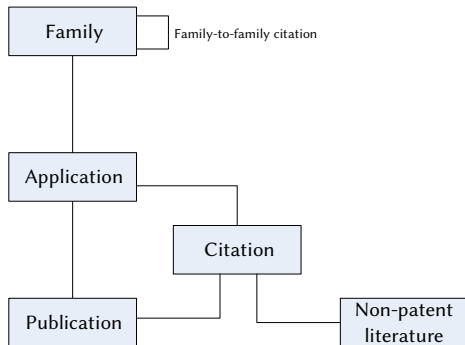 Family
Family-to-family citation
Application
Citation
Publication
Non-patent
literature